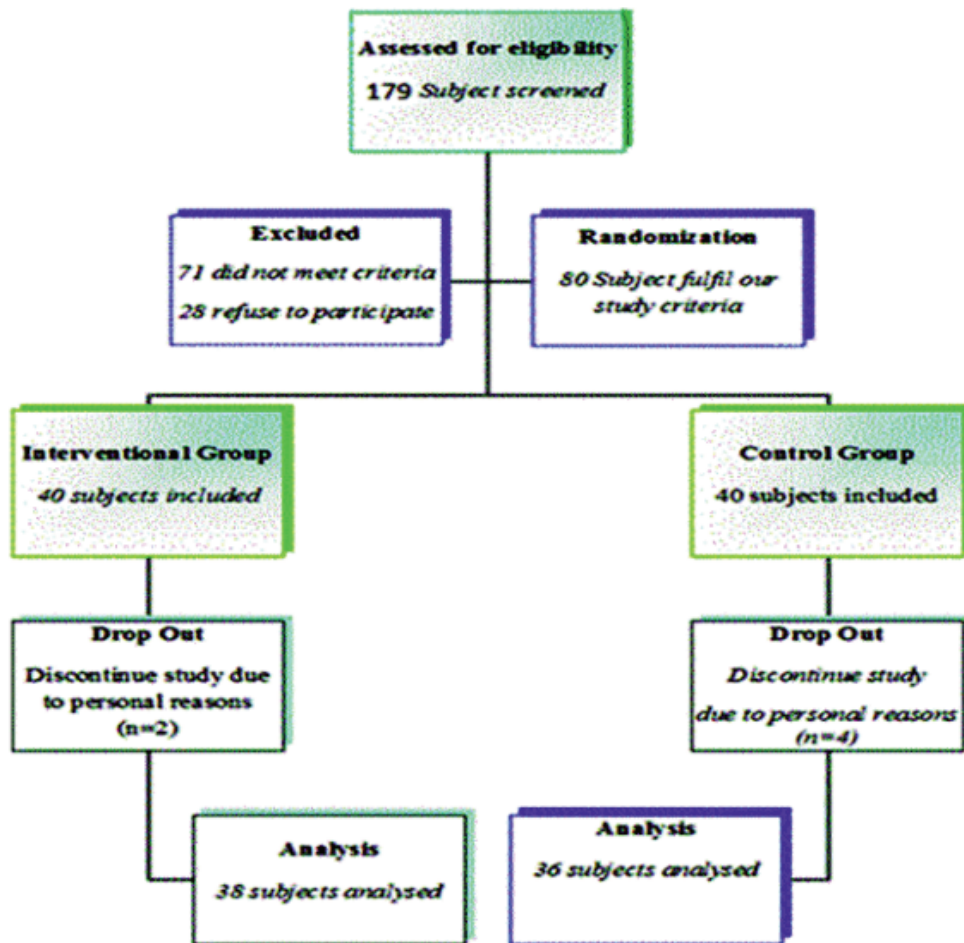 Assessed for eligibility
179 Subject screened
Excluded
71 did not meet criteria
28 refuse to participate
Randomization
80 Subject fulfil our
study criteria
Interventional Group
40 subjects included
Control Group
40 subjects included
Drop Out
Discontinue study due
to personal reasons
(n=2)
Drop Out
Discontinue study
due to personal reasons
(n=4)
Analysis
38 subjects analysed
Analysis
36 subjects analysed